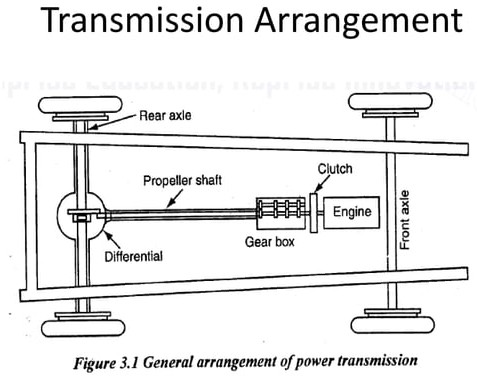 Transmission Arrangement
Rear axle
Clutch
Propeller shaft
Engine
Front axle
Gear box
Differential
Figure 3.1 General arrangement of power transmission